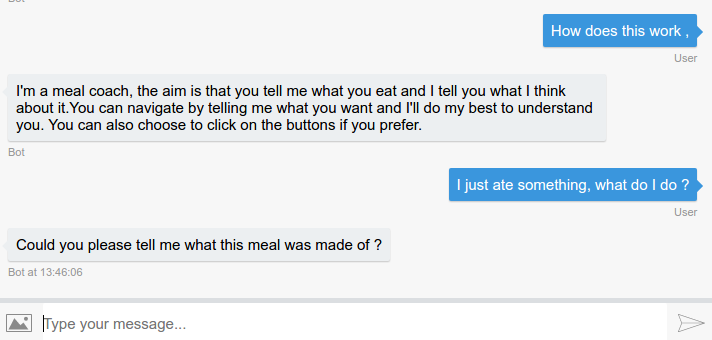 Bot
How does this work ,
User
I'm a meal coach, the aim is that you tell me what you eat and I tell you what I think
about it.You can navigate by telling me what you want and I'll do my best to understand
you. You can also choose to click on the buttons if you prefer.
Bot
I just ate something, what do I do ?
User
Could you please tell me what this meal was made of ?
Bot at 13:46:06
Type your message...